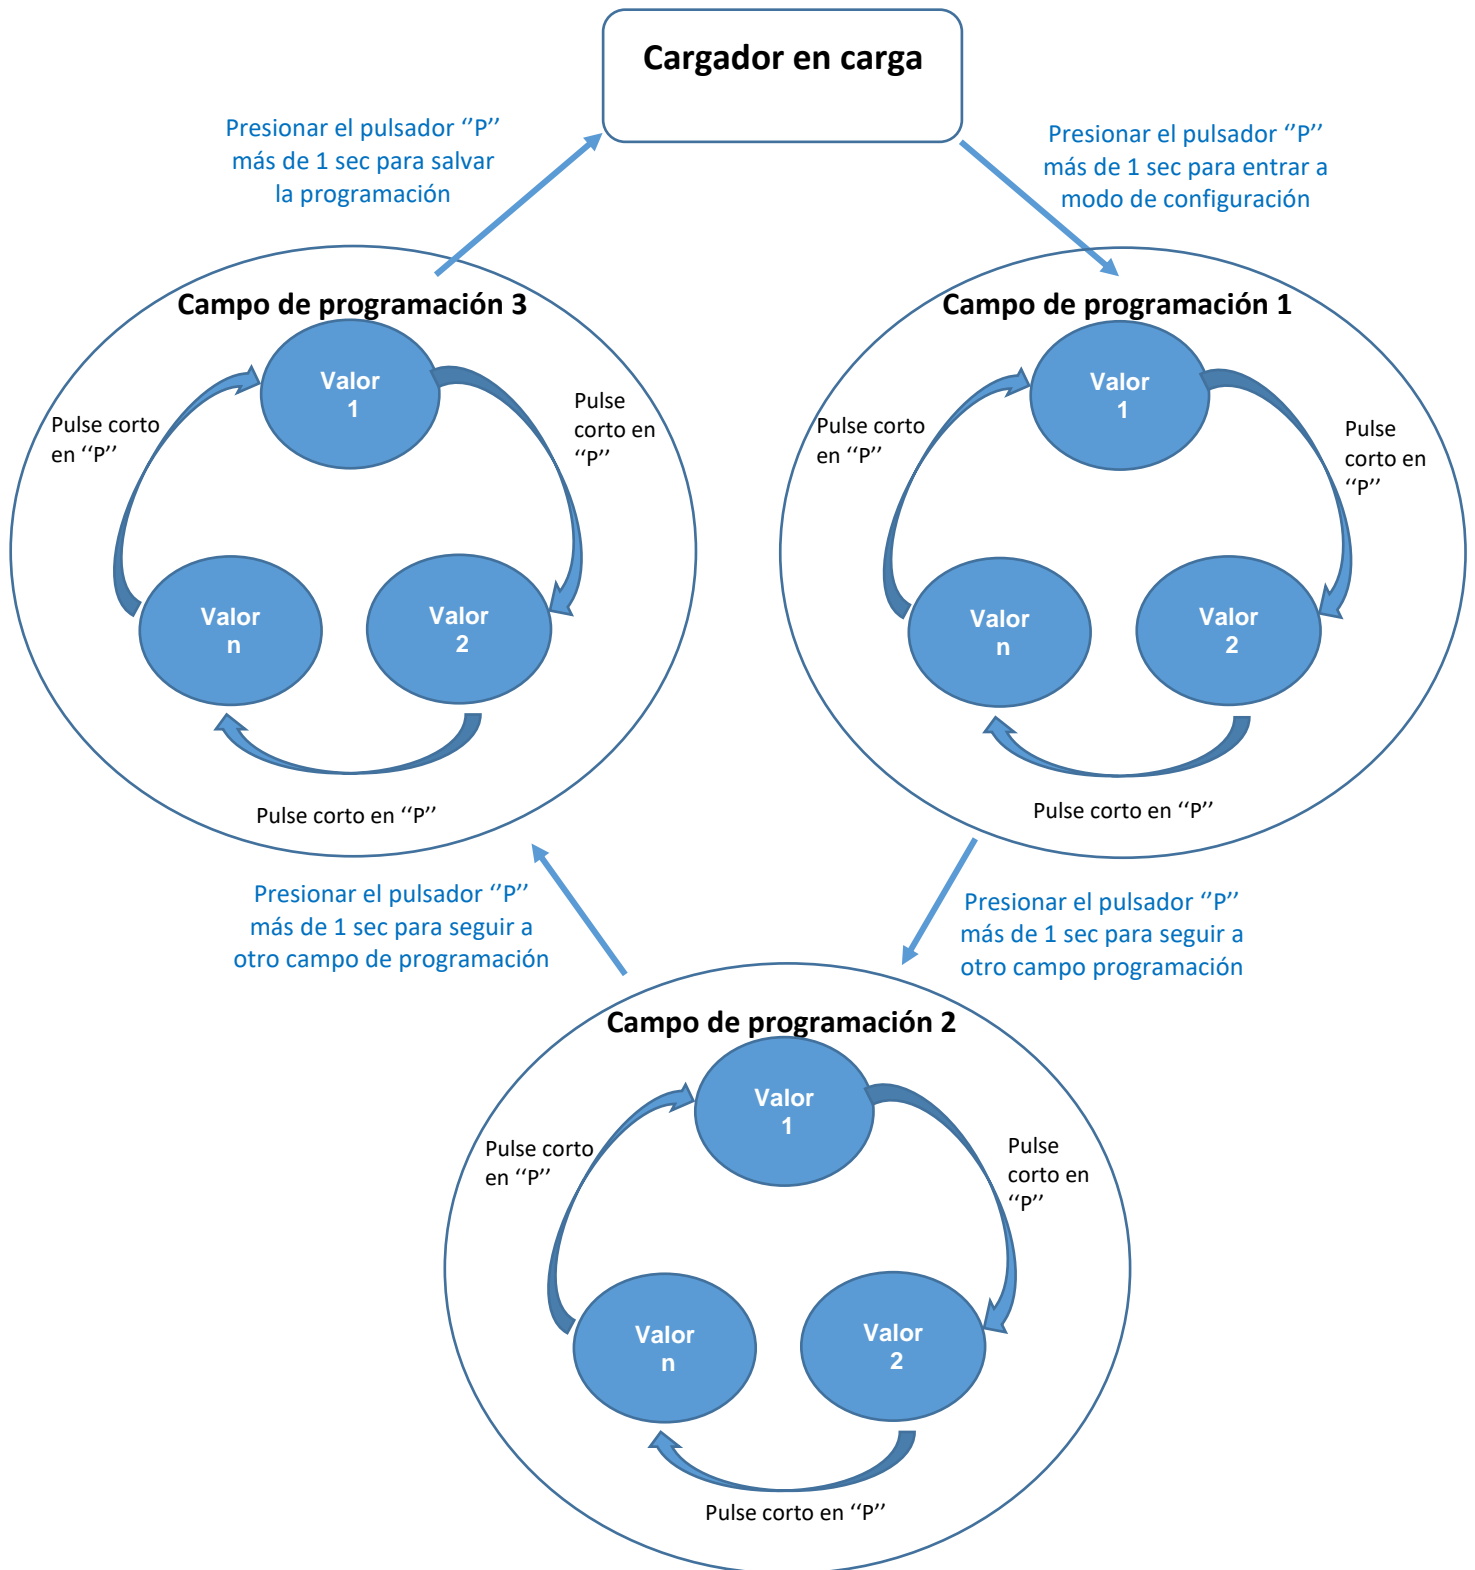 Cargador en carga
Presionar el pulsador ‘‘P’’
más de 1 sec para salvar
la programación
Presionar el pulsador ‘‘P’’
más de 1 sec para entrar a
modo de configuración
Campo de programación 3
Valor
1
Pulse corto
en ‘‘P’’
Pulse
corto en
‘‘P’’
Valor
n
Valor
2
Pulse corto en ‘‘P’’
Campo de programación 1
Valor
1
Pulse corto
en ‘‘P’’
Pulse
corto en
‘‘P’’
Valor
n
Valor
2
Pulse corto en ‘‘P’’
Presionar el pulsador ‘‘P’’
más de 1 sec para seguir a
otro campo de programación
Presionar el pulsador ‘‘P’’
más de 1 sec para seguir a
otro campo programación
Campo de programación 2
Valor
1
Pulse corto
en ‘‘P’’
Pulse
corto en
‘‘P’’
Valor
n
Valor
2
Pulse corto en ‘‘P’’